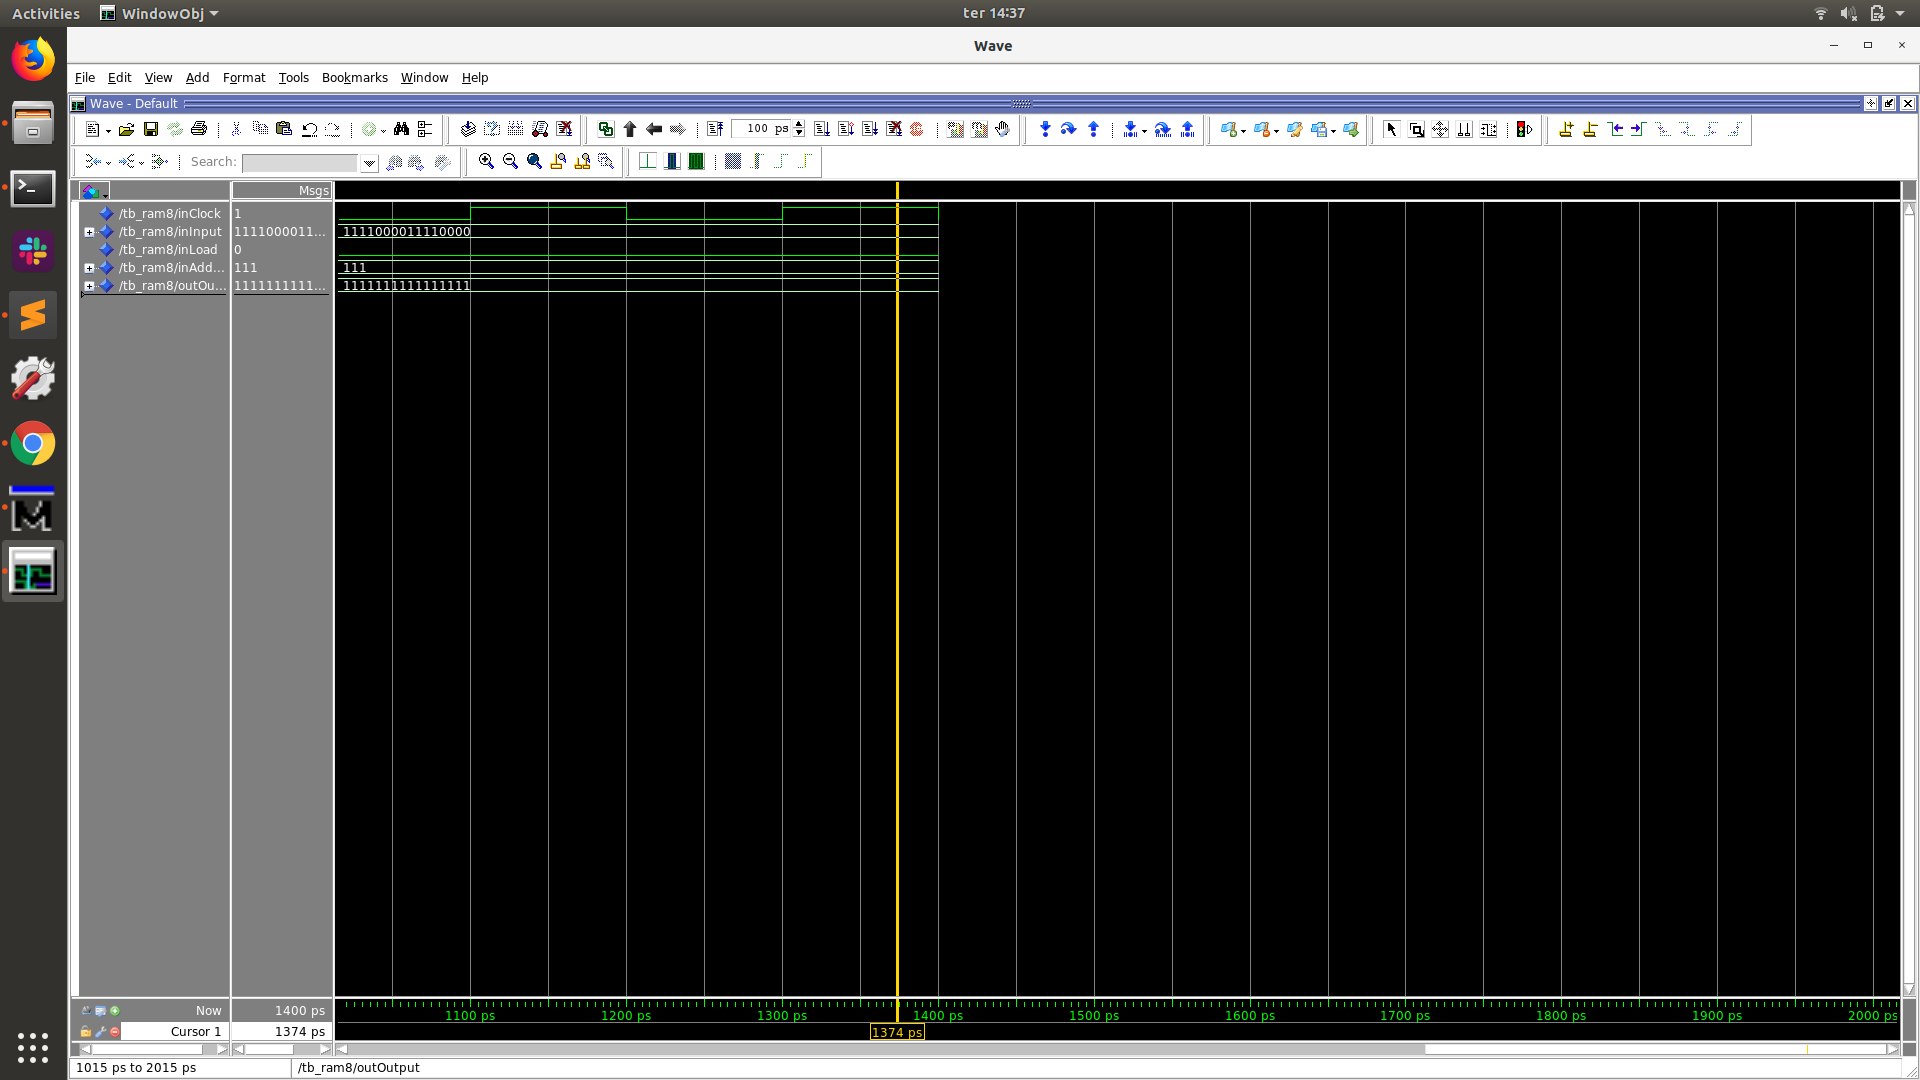 Activities WindowObj ter 14:37
Wave
File Edit View Add Format Tools Bookmarks Window Help
Wave - Default
100 ps
Search:
Msgs
/tb_ram8/inClock 1
/tb_ram8/inInput 1111000011... 1111000011110000
/tb_ram8/inLoad 0
/tb_ram8/inAdd... 111 111
/tb_ram8/outOu... 1111111111... 1111111111111111
Now 1400 ps
1100 ps 1200 ps 1300 ps 1400 ps 1500 ps 1600 ps 1700 ps 1800 ps 1900 ps 2000 ps
Cursor 1 1374 ps 1374 ps
1015 ps to 2015 ps /tb_ram8/outOutput